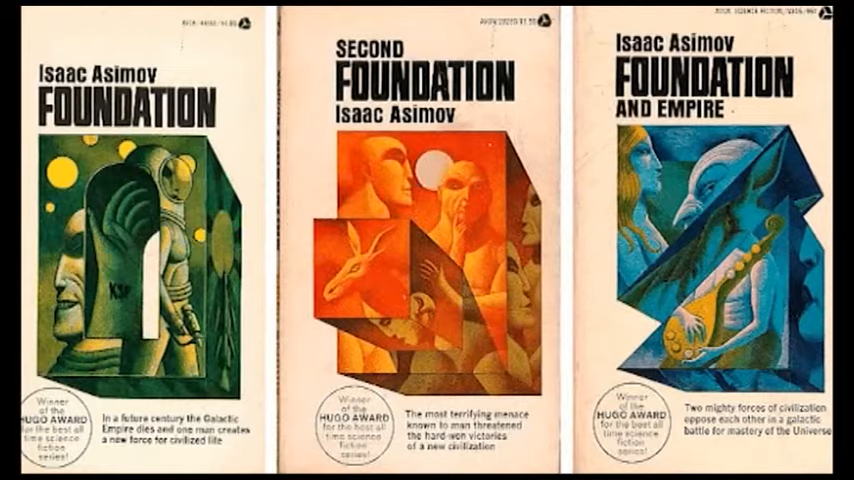 Isaac Asimov
FOUNDATION
Winner
of the
HUGO AWARD
for the best all
time science
fiction
series!
In a future century the Galactic
Empire dies and one man creates
a new force for civilized life
SECOND
FOUNDATION
Isaac Asimov
Winner
of the
HUGO AWARD
for the best all
time science
fiction
series!
The most terrifying menace
known to man threatened
the hard-won victories
of a new civilization
Isaac Asimov
FOUNDATION
AND EMPIRE
Winner
of the
HUGO AWARD
for the best all
time science
fiction
series!
Two mighty forces of civilization
oppose each other in a galactic
battle for mastery of the Universe